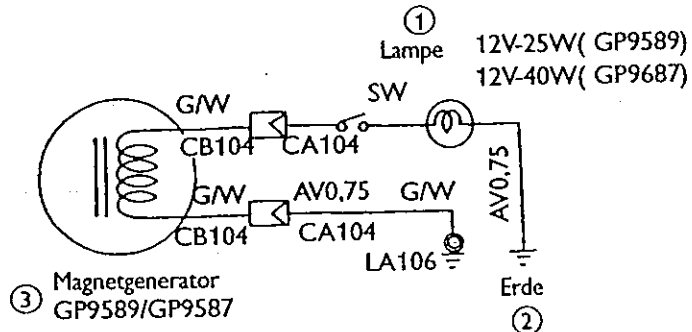 ①
Lampe
12V-25W( GP9589)
12V-40W( GP9687)
G/W
SW
CB104
CA104
G/W
AV0,75
G/W
CB104
CA104
AV0,75
LA106
③ Magnetgenerator
GP9589/GP9587
Erde
②